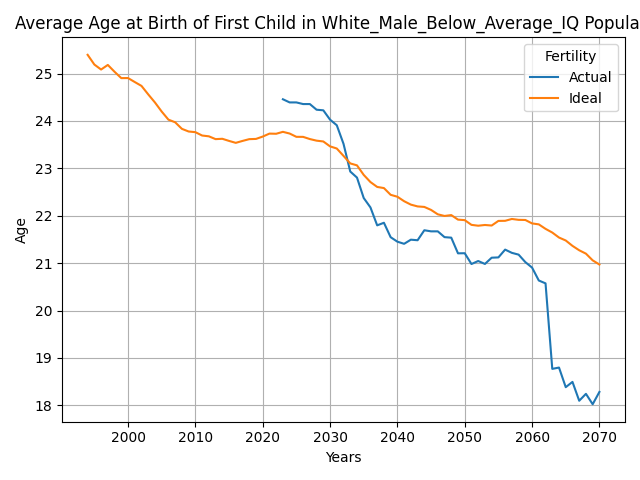 Average Age at Birth of First Child in White_Male_Below_Average_IQ Popula
Fertility
Actual
Ideal
Age
25
24
23
22
21
20
19
18
2000 2010 2020 2030 2040 2050 2060 2070
Years